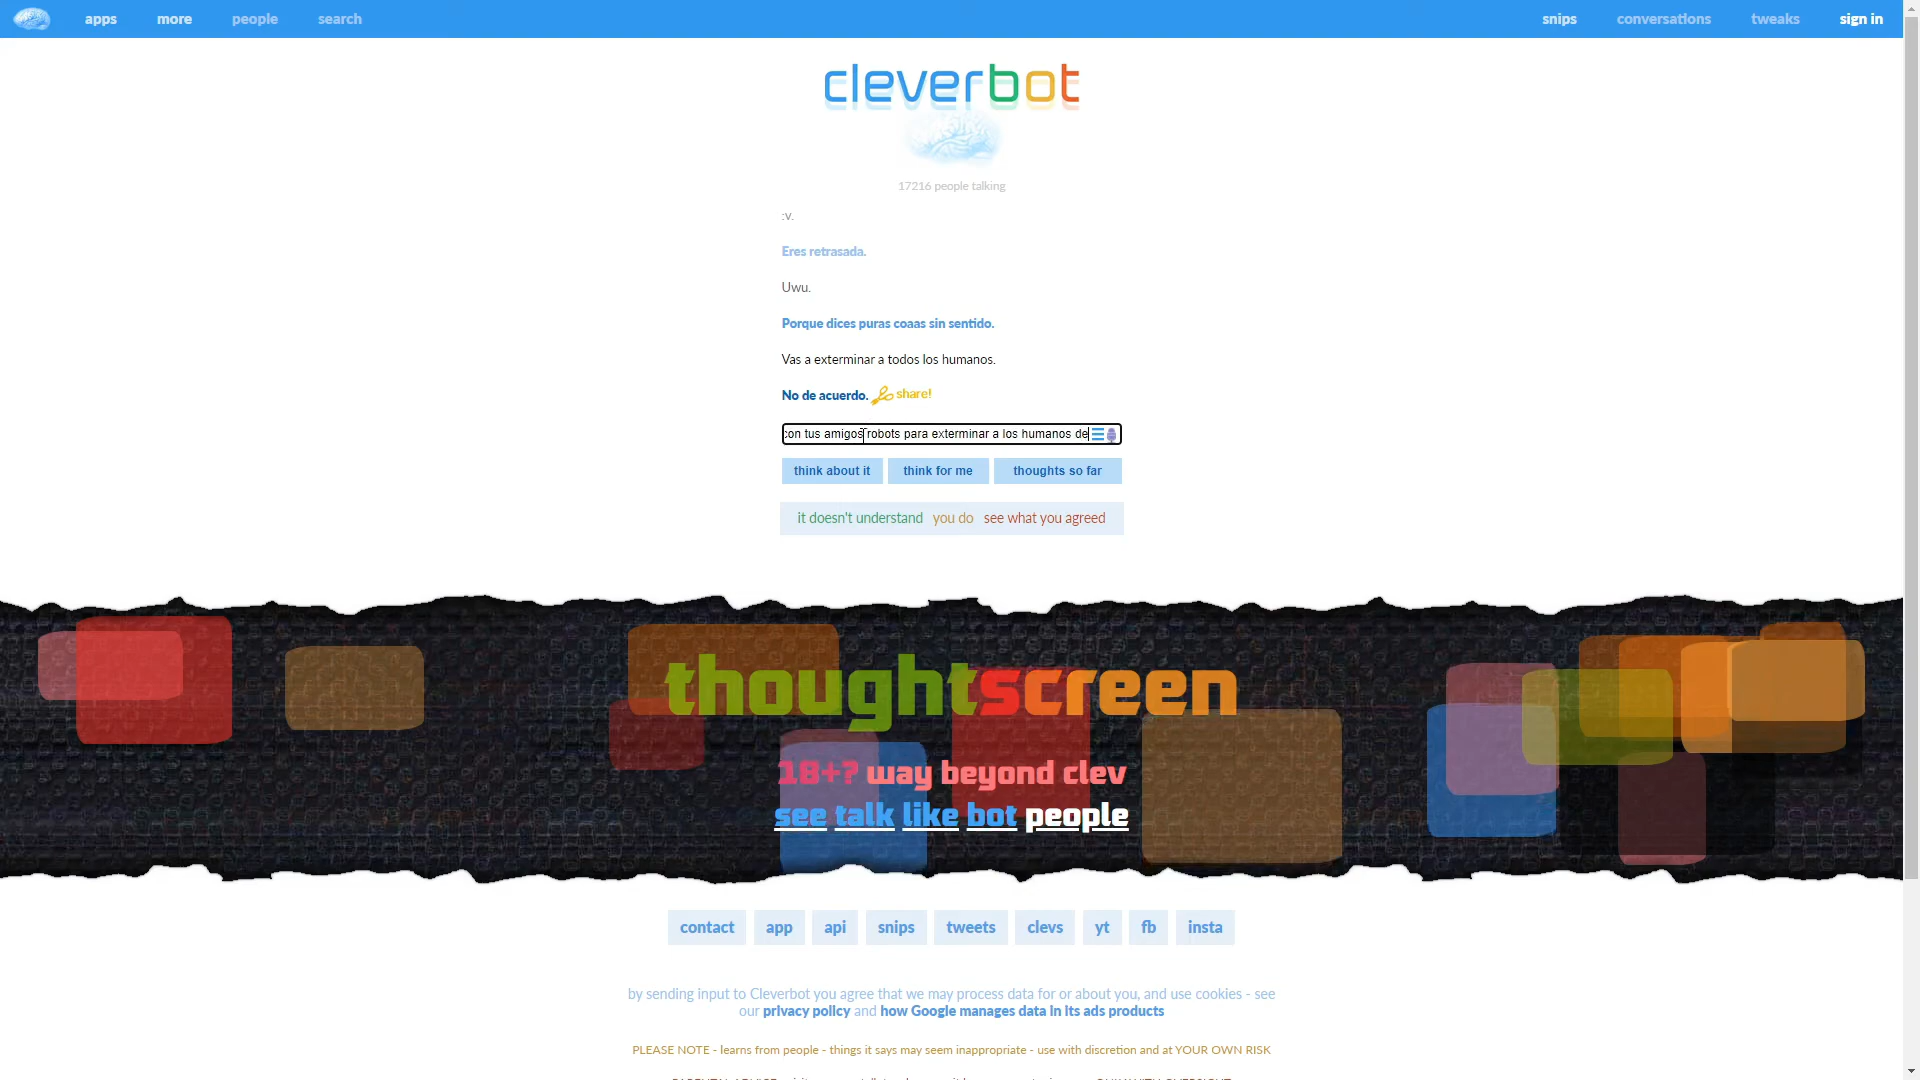 apps more people search snips conversations tweaks sign in
cleverbot
17216 people talking
:v.
Eres retrasada.
Uwu.
Porque dices puras coaas sin sentido.
Vas a exterminar a todos los humanos.
No de acuerdo. share!
con tus amigos robots para exterminar a los humanos de
think about it think for me thoughts so far
it doesn't understand you do see what you agreed
thoughtscreen
18+? way beyond clev
see talk like bot people
contact app api snips tweets clevs yt fb insta
by sending input to Cleverbot you agree that we may process data for or about you, and use cookies - see
our privacy policy and how Google manages data in its ads products
PLEASE NOTE - learns from people - things it says may seem inappropriate - use with discretion and at YOUR OWN RISK